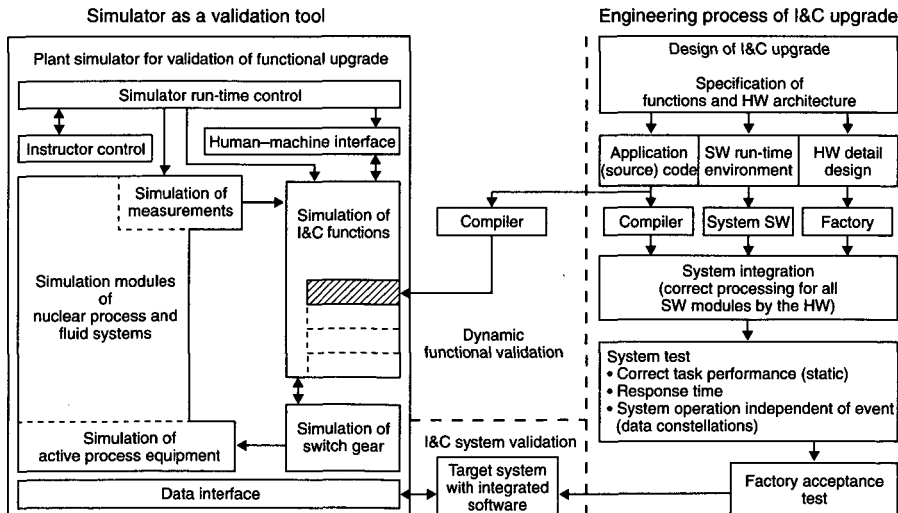 Simulator as a validation tool
Engineering process of I&C upgrade
Plant simulator for validation of functional upgrade
Simulator run-time control
Instructor control
Human–machine interface
Simulation of
measurements
Simulation of
I&C functions
Simulation modules
of
nuclear process and
fluid systems
Simulation of
active process equipment
Simulation of
switch gear
Data interface
Compiler
Dynamic
functional validation
I&C system validation
Target system
with integrated
software
Design of I&C upgrade
Specification of
functions and HW architecture
Application
(source) code
SW run-time
environment
HW detail
design
Compiler
System SW
Factory
System integration
(correct processing for all
SW modules by the HW)
System test
• Correct task performance (static)
• Response time
• System operation independent of event
(data constellations)
Factory acceptance
test